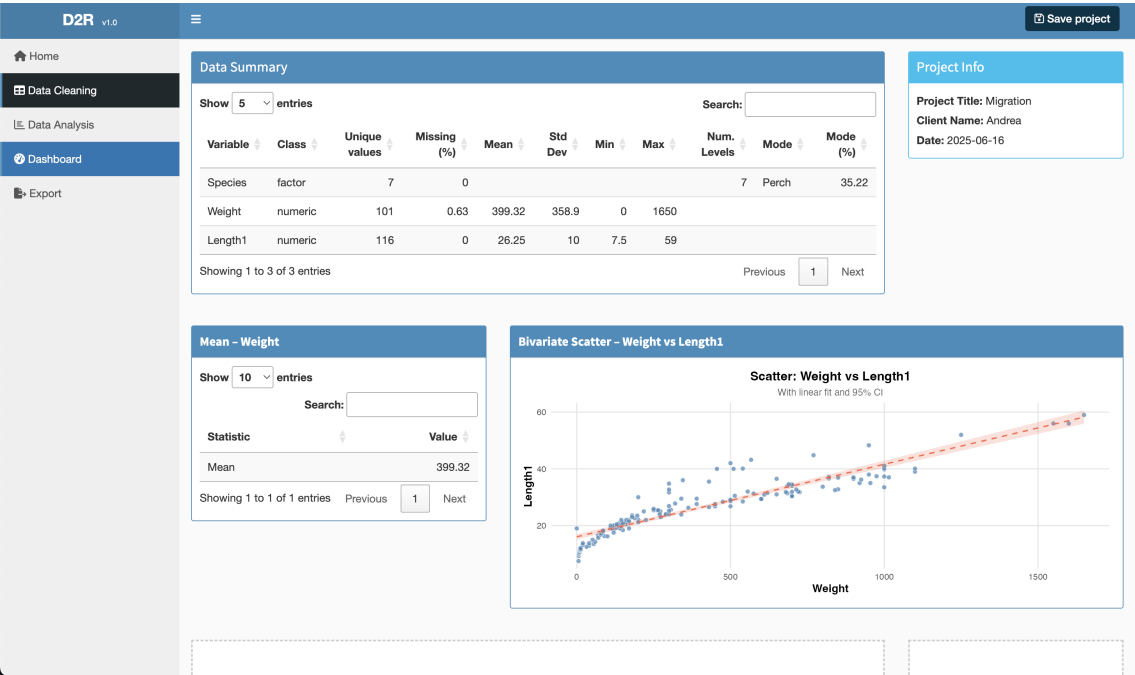 D2R v1.0
Save project
Home
Data Cleaning
Data Analysis
Dashboard
Export
Data Summary
Show 5 entries
Search:
Variable Class Unique values Missing (%) Mean Std Dev Min Max Num. Levels Mode Mode (%)
Species factor 7 0 7 Perch 35.22
Weight numeric 101 0.63 399.32 358.9 0 1650
Length1 numeric 116 0 26.25 10 7.5 59
Showing 1 to 3 of 3 entries
Previous 1 Next
Project Info
Project Title: Migration
Client Name: Andrea
Date: 2025-06-16
Mean – Weight
Show 10 entries
Search:
Statistic Value
Mean 399.32
Showing 1 to 1 of 1 entries Previous 1 Next
Bivariate Scatter – Weight vs Length1
Scatter: Weight vs Length1
With linear fit and 95% CI
60
40
20
Length1
0 500 1000 1500
Weight